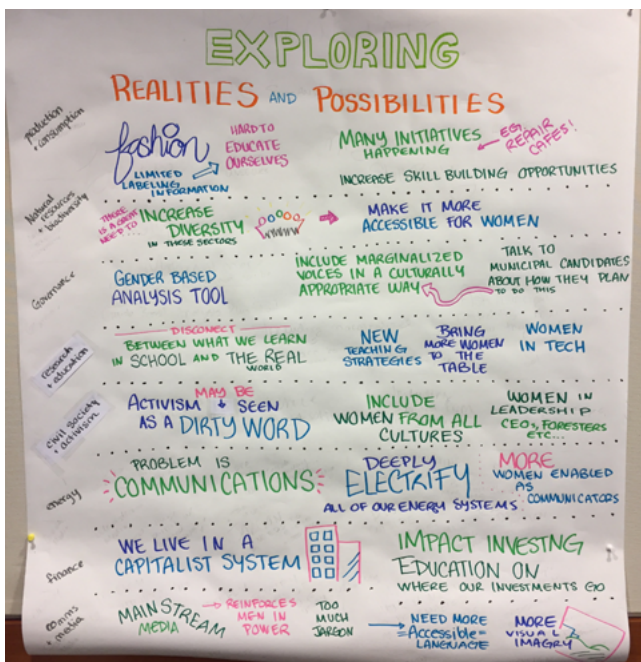 EXPLORING
REALITIES AND POSSIBILITIES
production
+ consumption
fashion
LIMITED
LABELING
INFORMATION
HARD TO
EDUCATE
OURSELVES
MANY INITIATIVES
HAPPENING
EG. REPAIR
CAFES!
INCREASE SKILL BUILDING OPPORTUNITIES
Natural
resources
+ biodiversity
THERE
IS A GREAT
NEED TO...
INCREASE
DIVERSITY
IN THESE SECTORS
MAKE IT MORE
ACCESSIBLE FOR WOMEN
Governance
GENDER BASED
ANALYSIS TOOL
INCLUDE MARGINALIZED
VOICES IN A CULTURALLY
APPROPRIATE WAY
TALK TO
MUNICIPAL CANDIDATES
ABOUT HOW THEY PLAN
TO DO THIS
research
+ education
DISCONECT
BETWEEN WHAT WE LEARN
IN SCHOOL AND THE REAL
WORLD
NEW
TEACHING
STRATEGIES
BRING
MORE WOMEN
TO THE
TABLE
WOMEN
IN TECH
civil society
+ activism
ACTIVISM MAY BE SEEN
AS A DIRTY WORD
INCLUDE
WOMEN FROM ALL
CULTURES
WOMEN IN
LEADERSHIP
CEOs, FORESTERS
ETC...
energy
PROBLEM IS
COMMUNICATIONS
DEEPLY
ELECTRIFY
ALL OF OUR ENERGY SYSTEMS
MORE
WOMEN ENABLED
AS
COMMUNICATORS
finance
WE LIVE IN A
CAPITALIST SYSTEM
IMPACT INVESTNG
EDUCATION ON
WHERE OUR INVESTMENTS GO
comms
+ media
MAINSTREAM
MEDIA
REINFORCES
MEN IN
POWER
TOO
MUCH
JARGON
NEED MORE
=Accessible=
LANGUAGE
MORE
VISUAL
IMAGRY